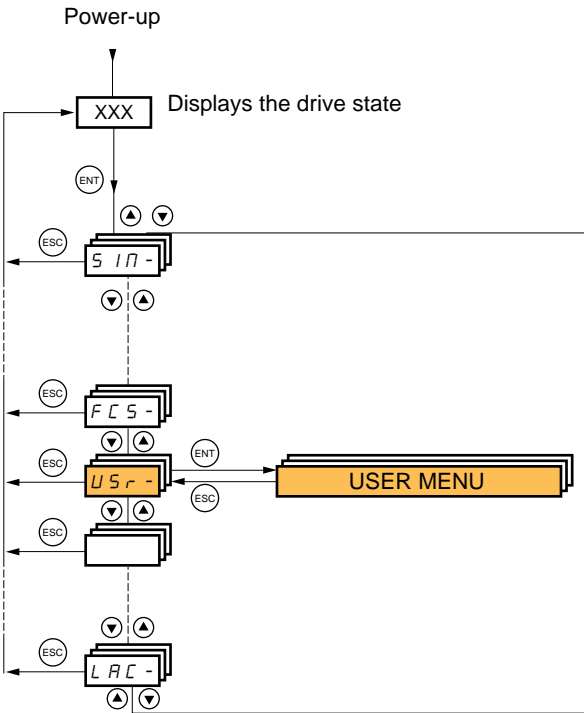 Power-up
XXX
Displays the drive state
ENT
ESC
SIM-
ESC
FCS-
ESC
USr-
ENT
ESC
USER MENU
ESC
ESC
LAC-